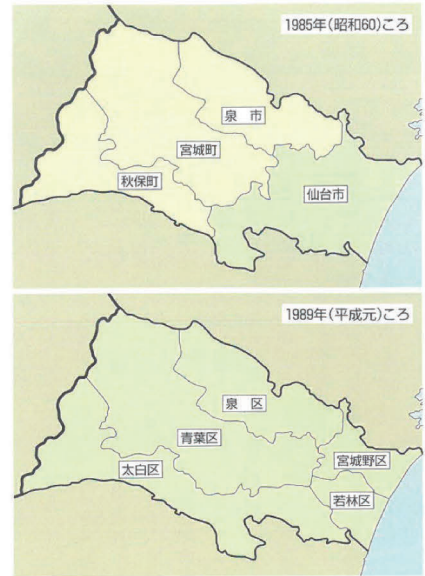 1985年(昭和60)ころ
泉 市
宮城町
秋保町
仙台市
1989年(平成元)ころ
泉 区
青葉区
太白区
宮城野区
若林区